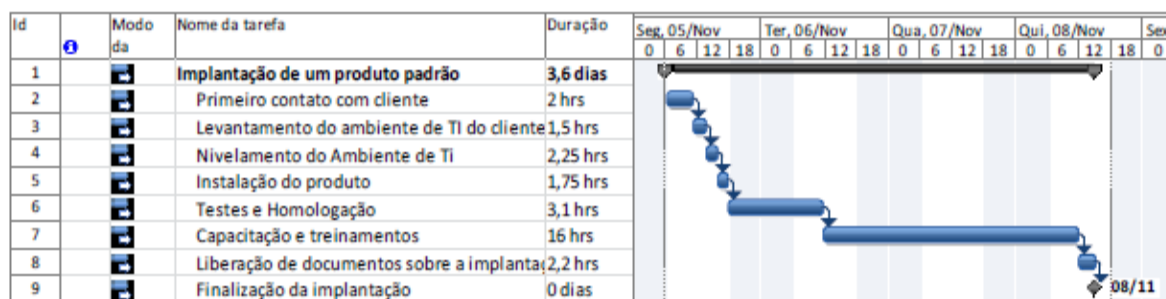 Id Modo da Nome da tarefa Duração Seg, 05/Nov Ter, 06/Nov Qua, 07/Nov Qui, 08/Nov Sex
0 6 12 18 0 6 12 18 0 6 12 18 0 6 12 18 0
1 Implantação de um produto padrão 3,6 dias
2 Primeiro contato com cliente 2 hrs
3 Levantamento do ambiente de TI do cliente 1,5 hrs
4 Nivelamento do Ambiente de Ti 2,25 hrs
5 Instalação do produto 1,75 hrs
6 Testes e Homologação 3,1 hrs
7 Capacitação e treinamentos 16 hrs
8 Liberação de documentos sobre a implanta 2,2 hrs
9 Finalização da implantação 0 dias 08/11